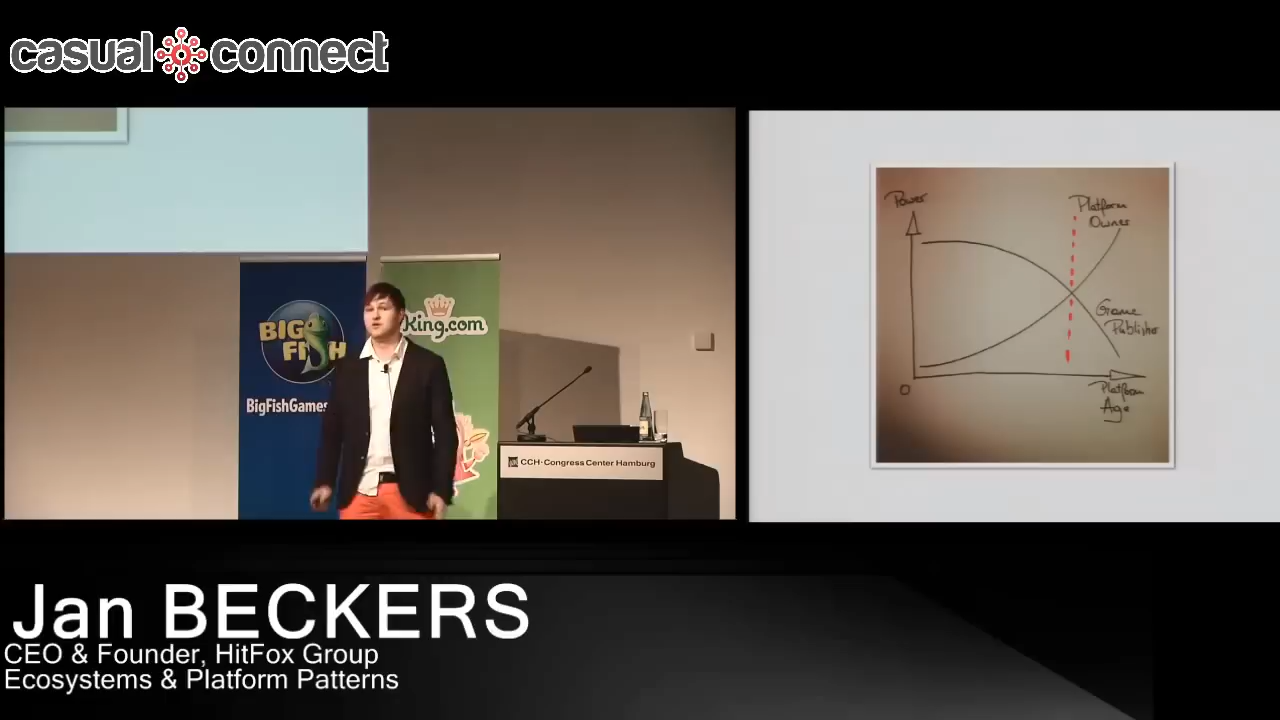 casual connect
BIG
FISH
BigFishGames
king.com
CCH-Congress Center Hamburg
Power
Platform
Owner
Game
Publisher
0
Platform
Age
Jan BECKERS
CEO & Founder, HitFox Group
Ecosystems & Platform Patterns